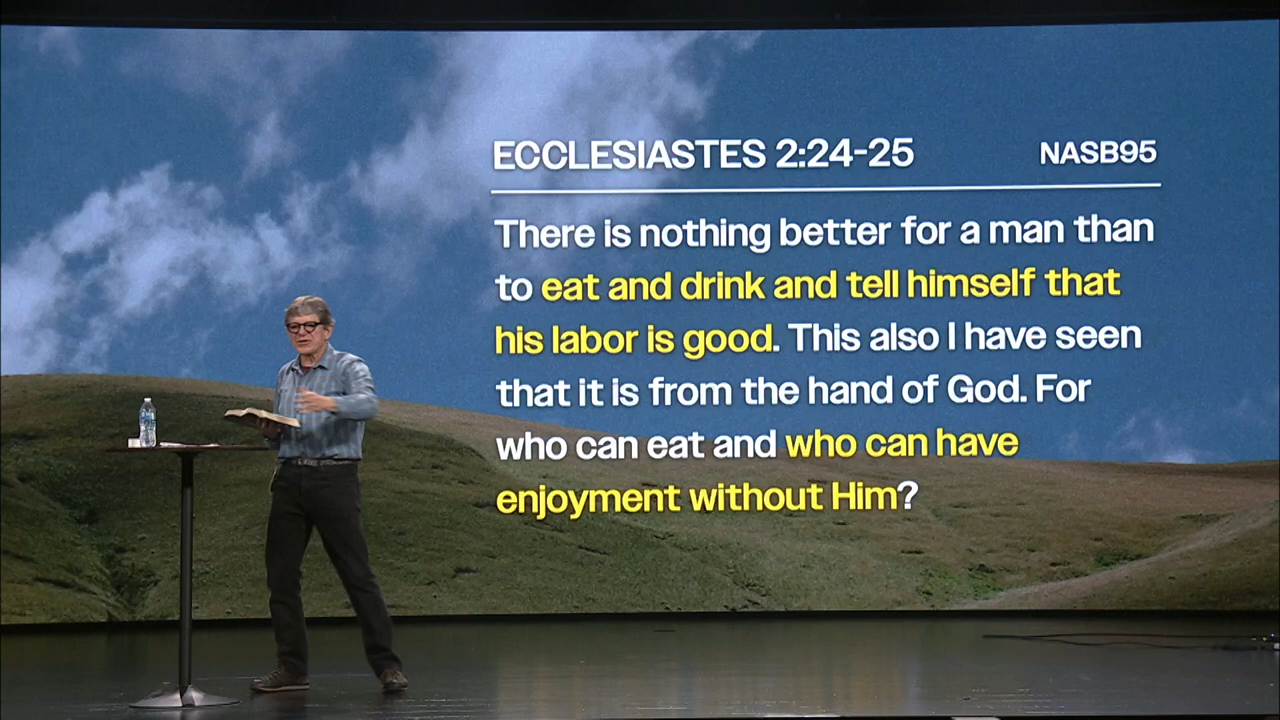 ECCLESIASTES 2:24-25 NASB95
There is nothing better for a man than
to eat and drink and tell himself that
his labor is good. This also I have seen
that it is from the hand of God. For
who can eat and who can have
enjoyment without Him?